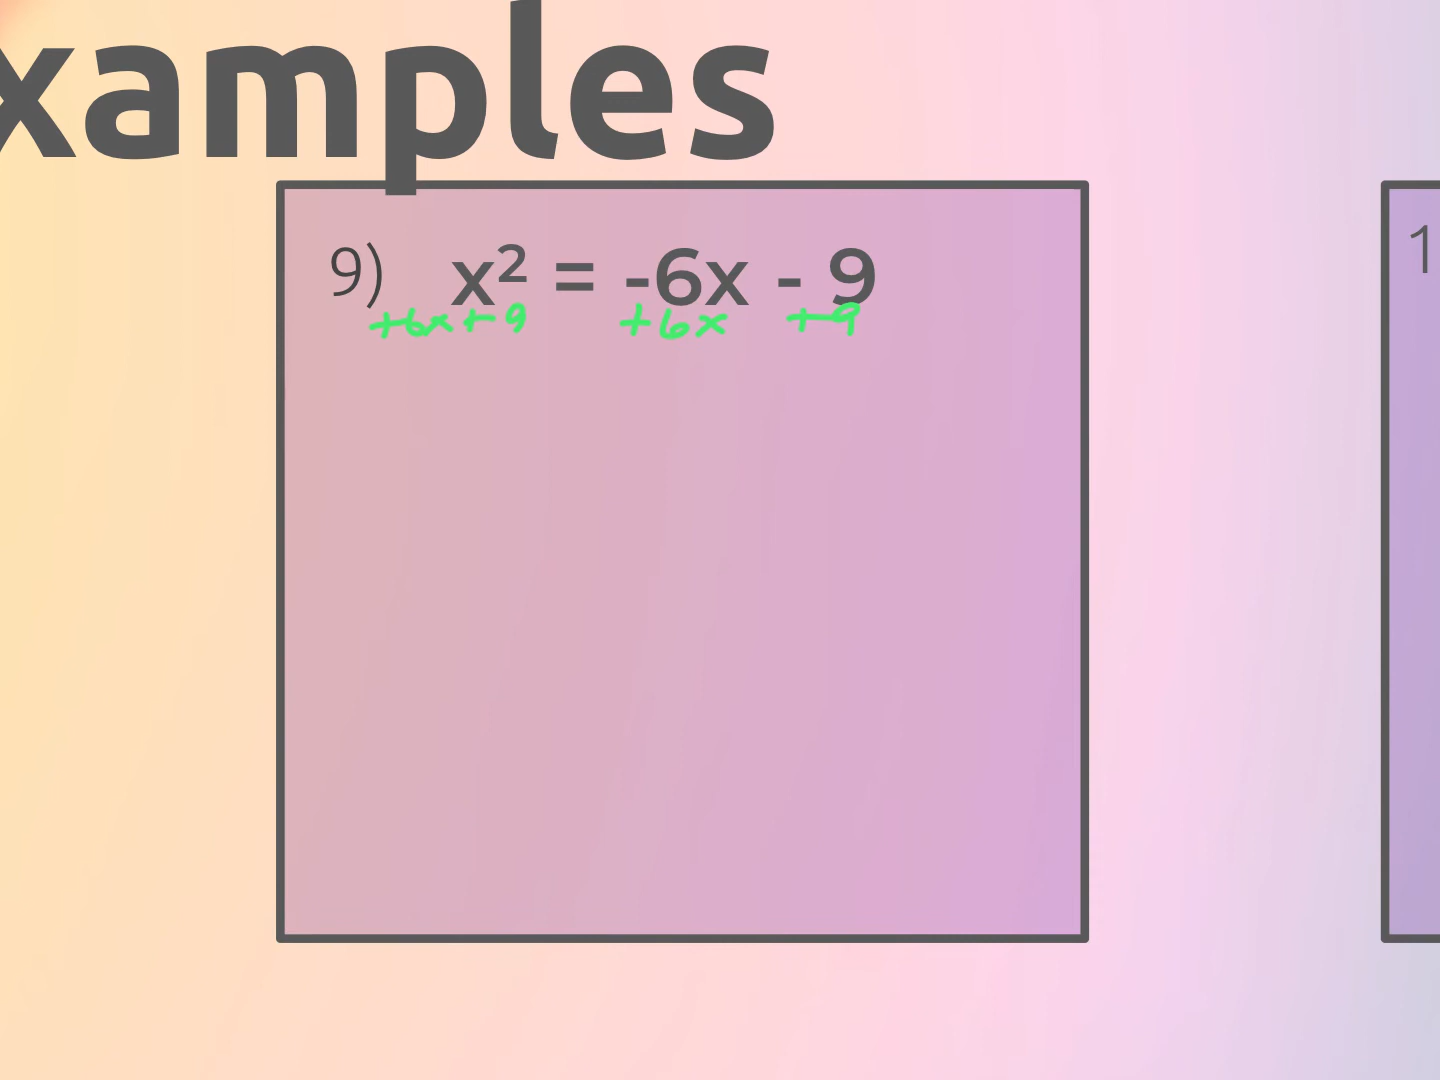 xamples
9) x² = -6x - 9
+6x + 9 +6x +9
1